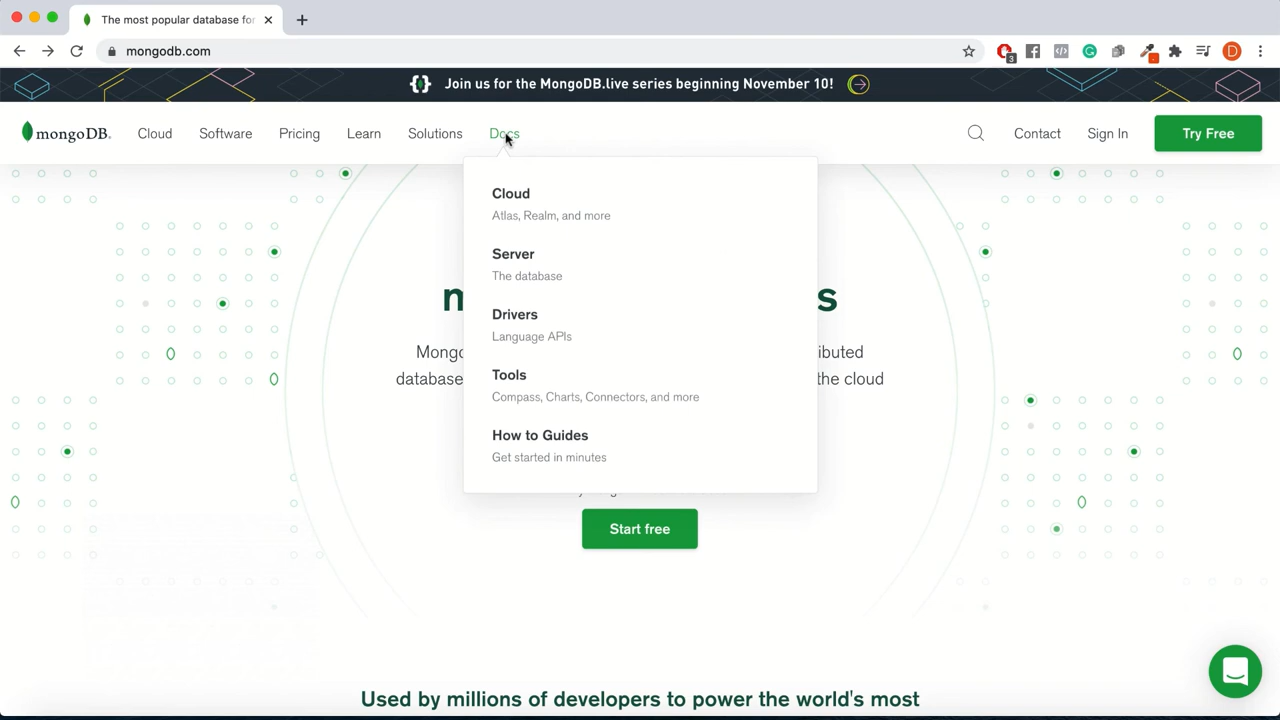 The most popular database for
mongodb.com
3
D
Join us for the MongoDB.live series beginning November 10!
mongoDB.
Cloud
Software
Pricing
Learn
Solutions
Docs
Contact
Sign In
Try Free
Cloud
Atlas, Realm, and more
Server
The database
Drivers
Language APIs
Tools
Compass, Charts, Connectors, and more
How to Guides
Get started in minutes
database
the cloud
Start free
Used by millions of developers to power the world's most